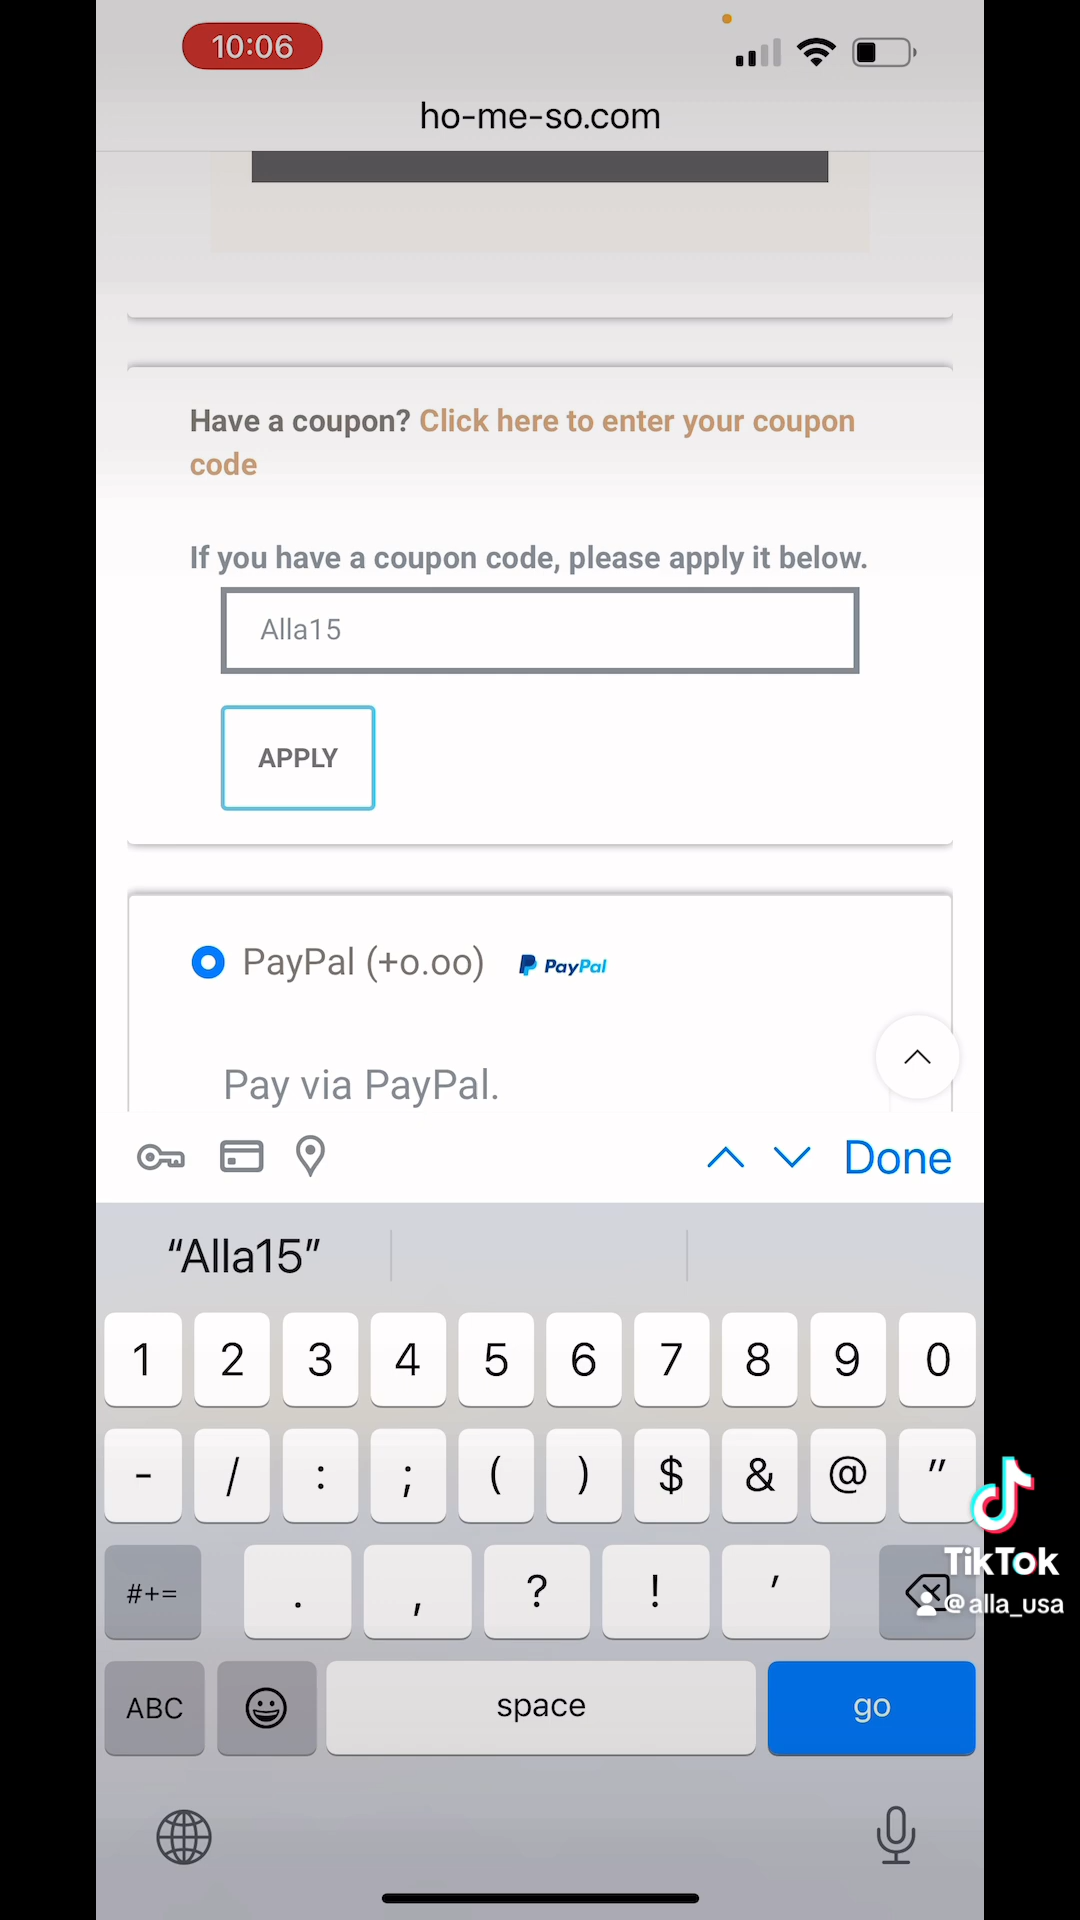 10:06
ho-me-so.com
Have a coupon? Click here to enter your coupon
code
If you have a coupon code, please apply it below.
Alla15
APPLY
PayPal (+0.00) PayPal
Pay via PayPal.
Done
“Alla15”
1 2 3 4 5 6 7 8 9 0
- / : ; ( ) $ & @ "
#+= . , ? ! '
TikTok
@alla_usa
ABC space go